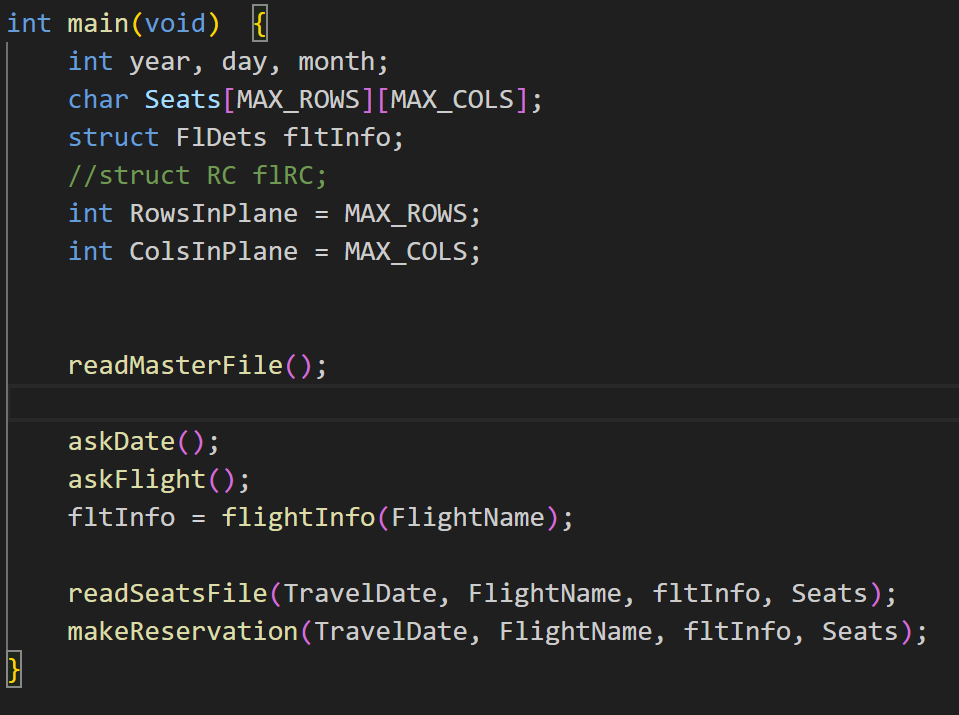 int main(void)  {
    int year, day, month;
    char Seats[MAX_ROWS][MAX_COLS];
    struct FlDets fltInfo;
    //struct RC flRC;
    int RowsInPlane = MAX_ROWS;
    int ColsInPlane = MAX_COLS;
    readMasterFile();
    askDate();
    askFlight();
    fltInfo = flightInfo(FlightName);
    readSeatsFile(TravelDate, FlightName, fltInfo, Seats);
    makeReservation(TravelDate, FlightName, fltInfo, Seats);
}